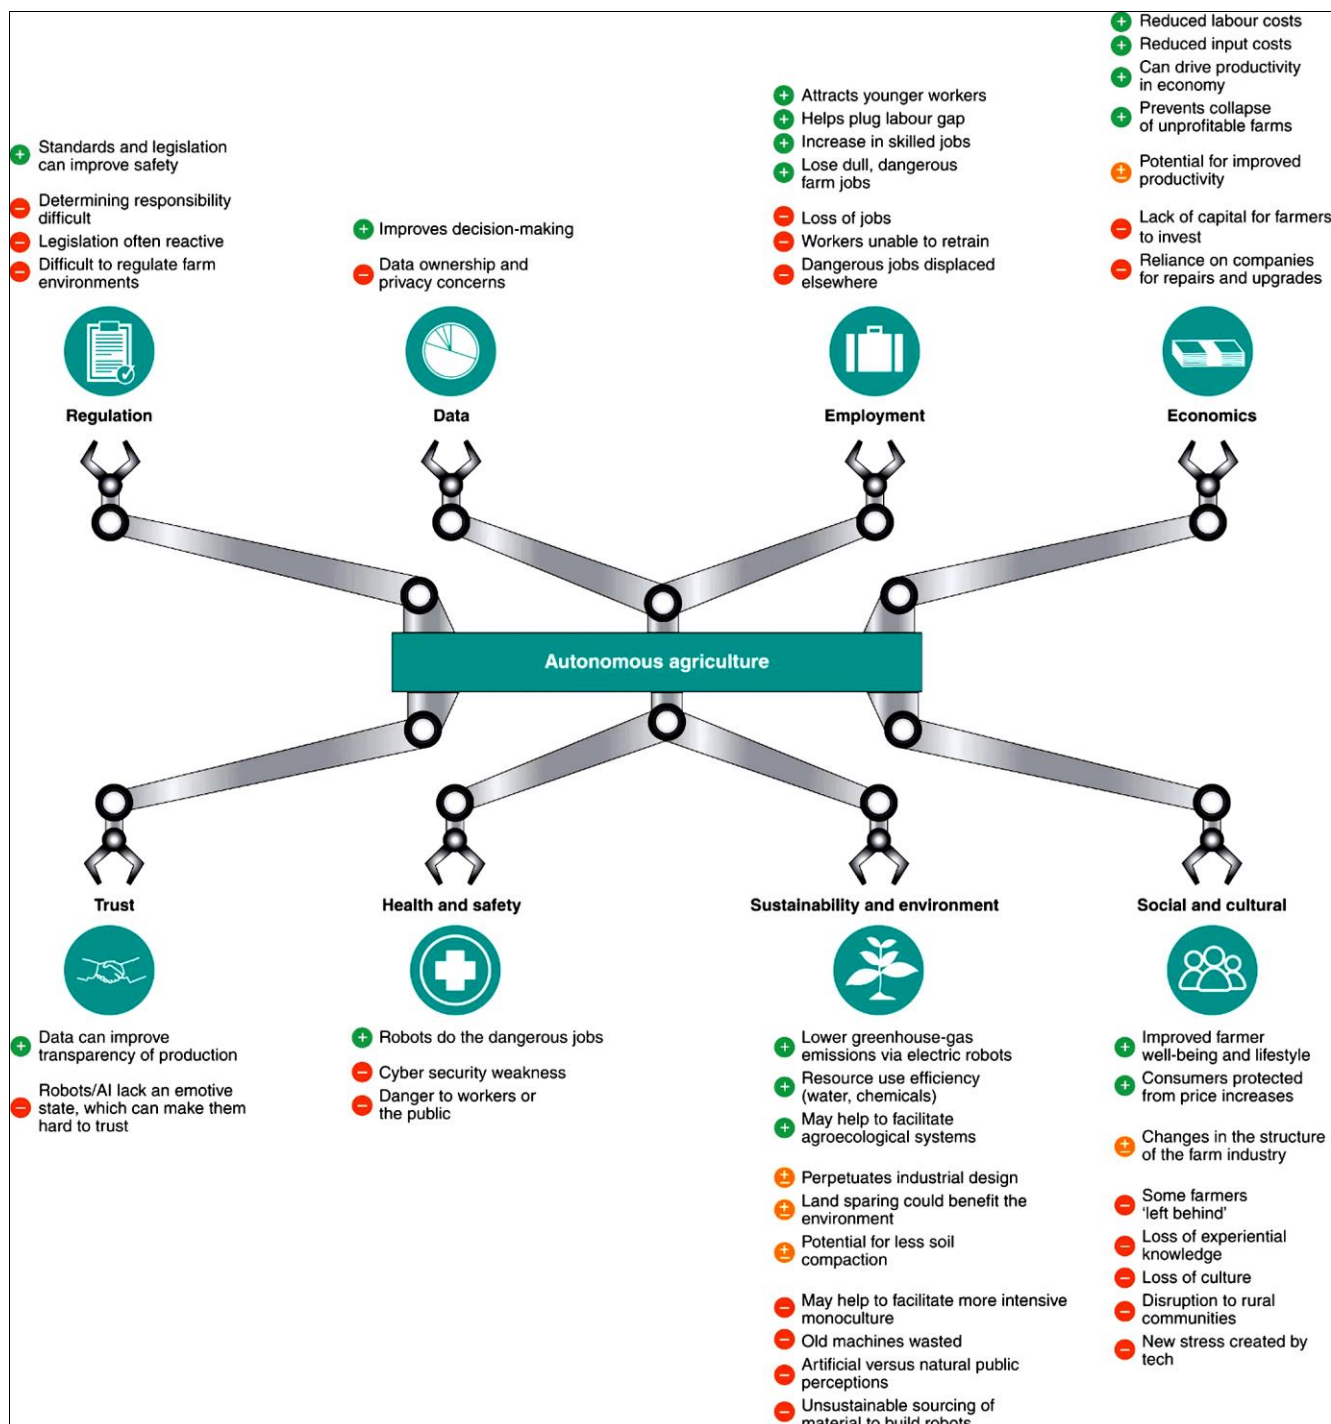 Standards and legislation
can improve safety
Determining responsibility
difficult
Legislation often reactive
Difficult to regulate farm
environments
Regulation
Improves decision-making
Data ownership and
privacy concerns
Data
Attracts younger workers
Helps plug labour gap
Increase in skilled jobs
Lose dull, dangerous
farm jobs
Loss of jobs
Workers unable to retrain
Dangerous jobs displaced
elsewhere
Employment
Reduced labour costs
Reduced input costs
Can drive productivity
in economy
Prevents collapse
of unprofitable farms
Potential for improved
productivity
Lack of capital for farmers
to invest
Reliance on companies
for repairs and upgrades
Economics
Autonomous agriculture
Trust
Data can improve
transparency of production
Robots/AI lack an emotive
state, which can make them
hard to trust
Health and safety
Robots do the dangerous jobs
Cyber security weakness
Danger to workers or
the public
Sustainability and environment
Lower greenhouse-gas
emissions via electric robots
Resource use efficiency
(water, chemicals)
May help to facilitate
agroecological systems
Perpetuates industrial design
Land sparing could benefit the
environment
Potential for less soil
compaction
May help to facilitate more intensive
monoculture
Old machines wasted
Artificial versus natural public
perceptions
Unsustainable sourcing of
material to build robots
Social and cultural
Improved farmer
well-being and lifestyle
Consumers protected
from price increases
Changes in the structure
of the farm industry
Some farmers
‘left behind’
Loss of experiential
knowledge
Loss of culture
Disruption to rural
communities
New stress created by
tech